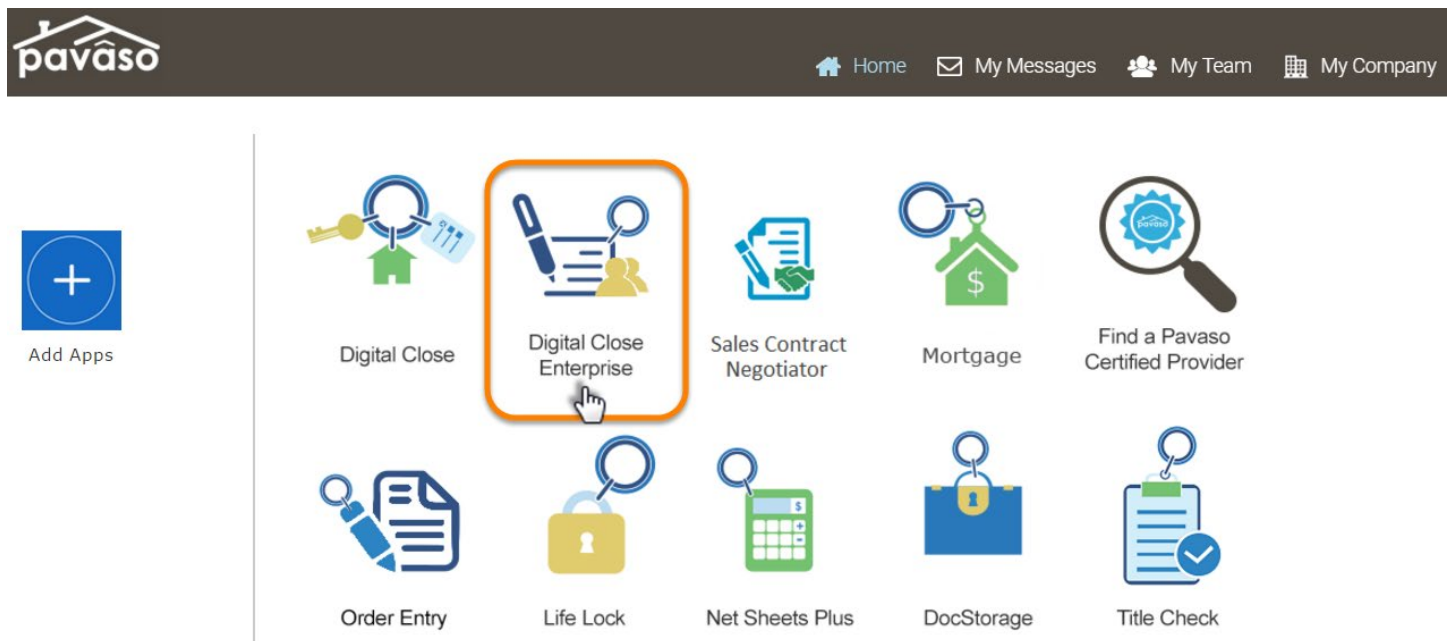 pavâso
Home
My Messages
My Team
My Company
Add Apps
Digital Close
Digital Close
Enterprise
Sales Contract
Negotiator
$
Mortgage
pavaso
Find a Pavaso
Certified Provider
Order Entry
Life Lock
$
+
-
Net Sheets Plus
DocStorage
Title Check